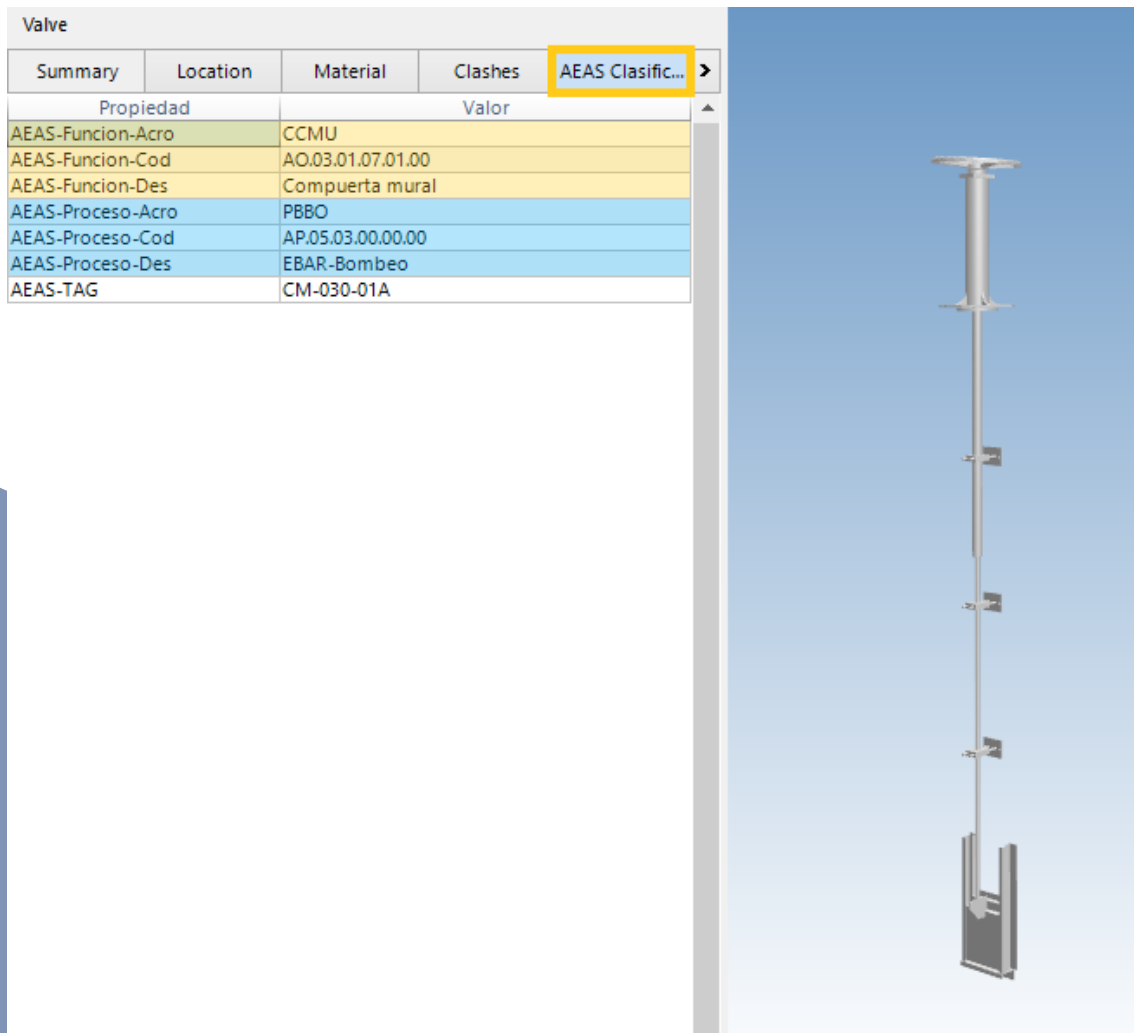 Valve
Summary Location Material Clashes AEAS Clasific... >
Propiedad Valor
AEAS-Funcion-Acro CCMU
AEAS-Funcion-Cod AO.03.01.07.01.00
AEAS-Funcion-Des Compuerta mural
AEAS-Proceso-Acro PBBO
AEAS-Proceso-Cod AP.05.03.00.00.00
AEAS-Proceso-Des EBAR-Bombeo
AEAS-TAG CM-030-01A